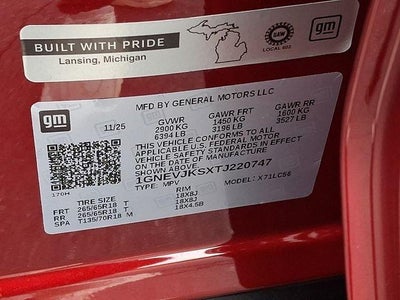 BUILT WITH PRIDE
Lansing, Michigan
UAW
LOCAL 602
gm
gm
MFD BY GENERAL MOTORS LLC
11/25
GVWR GAWR FRT GAWR RR
2900 KG 1450 KG 1600 KG
6394 LB 3196 LB 3527 LB
THIS VEHICLE CONFORMS TO ALL
APPLICABLE U.S. FEDERAL MOTOR
VEHICLE SAFETY STANDARDS IN EFFECT
ON THE DATE OF MANUFACTURE
SHOWN ABOVE.
1GNEVJKSXTJ220747
TYPE: MPV MODEL: X71LC56
170H
TIRE SIZE RIM
FRT 265/65R18 T 18X8J
RR 265/65R18 T 18X8J
SPA T135/70R18 M 18X4.5B